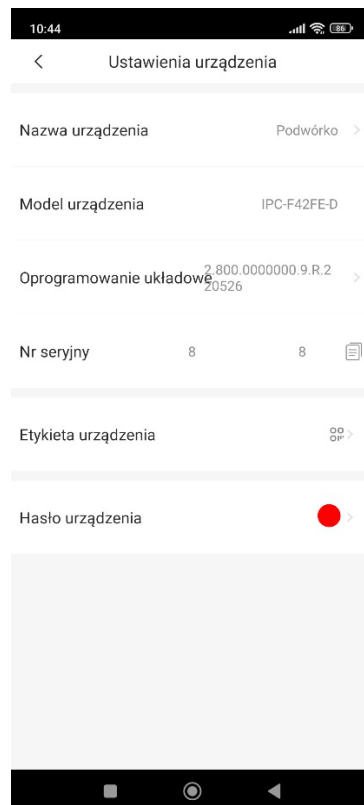 10:44
86
Ustawienia urządzenia
Nazwa urządzenia Podwórko
Model urządzenia IPC-F42FE-D
Oprogramowanie układowe 2.800.0000000.9.R.2
20526
Nr seryjny 8 8
Etykieta urządzenia
Hasło urządzenia